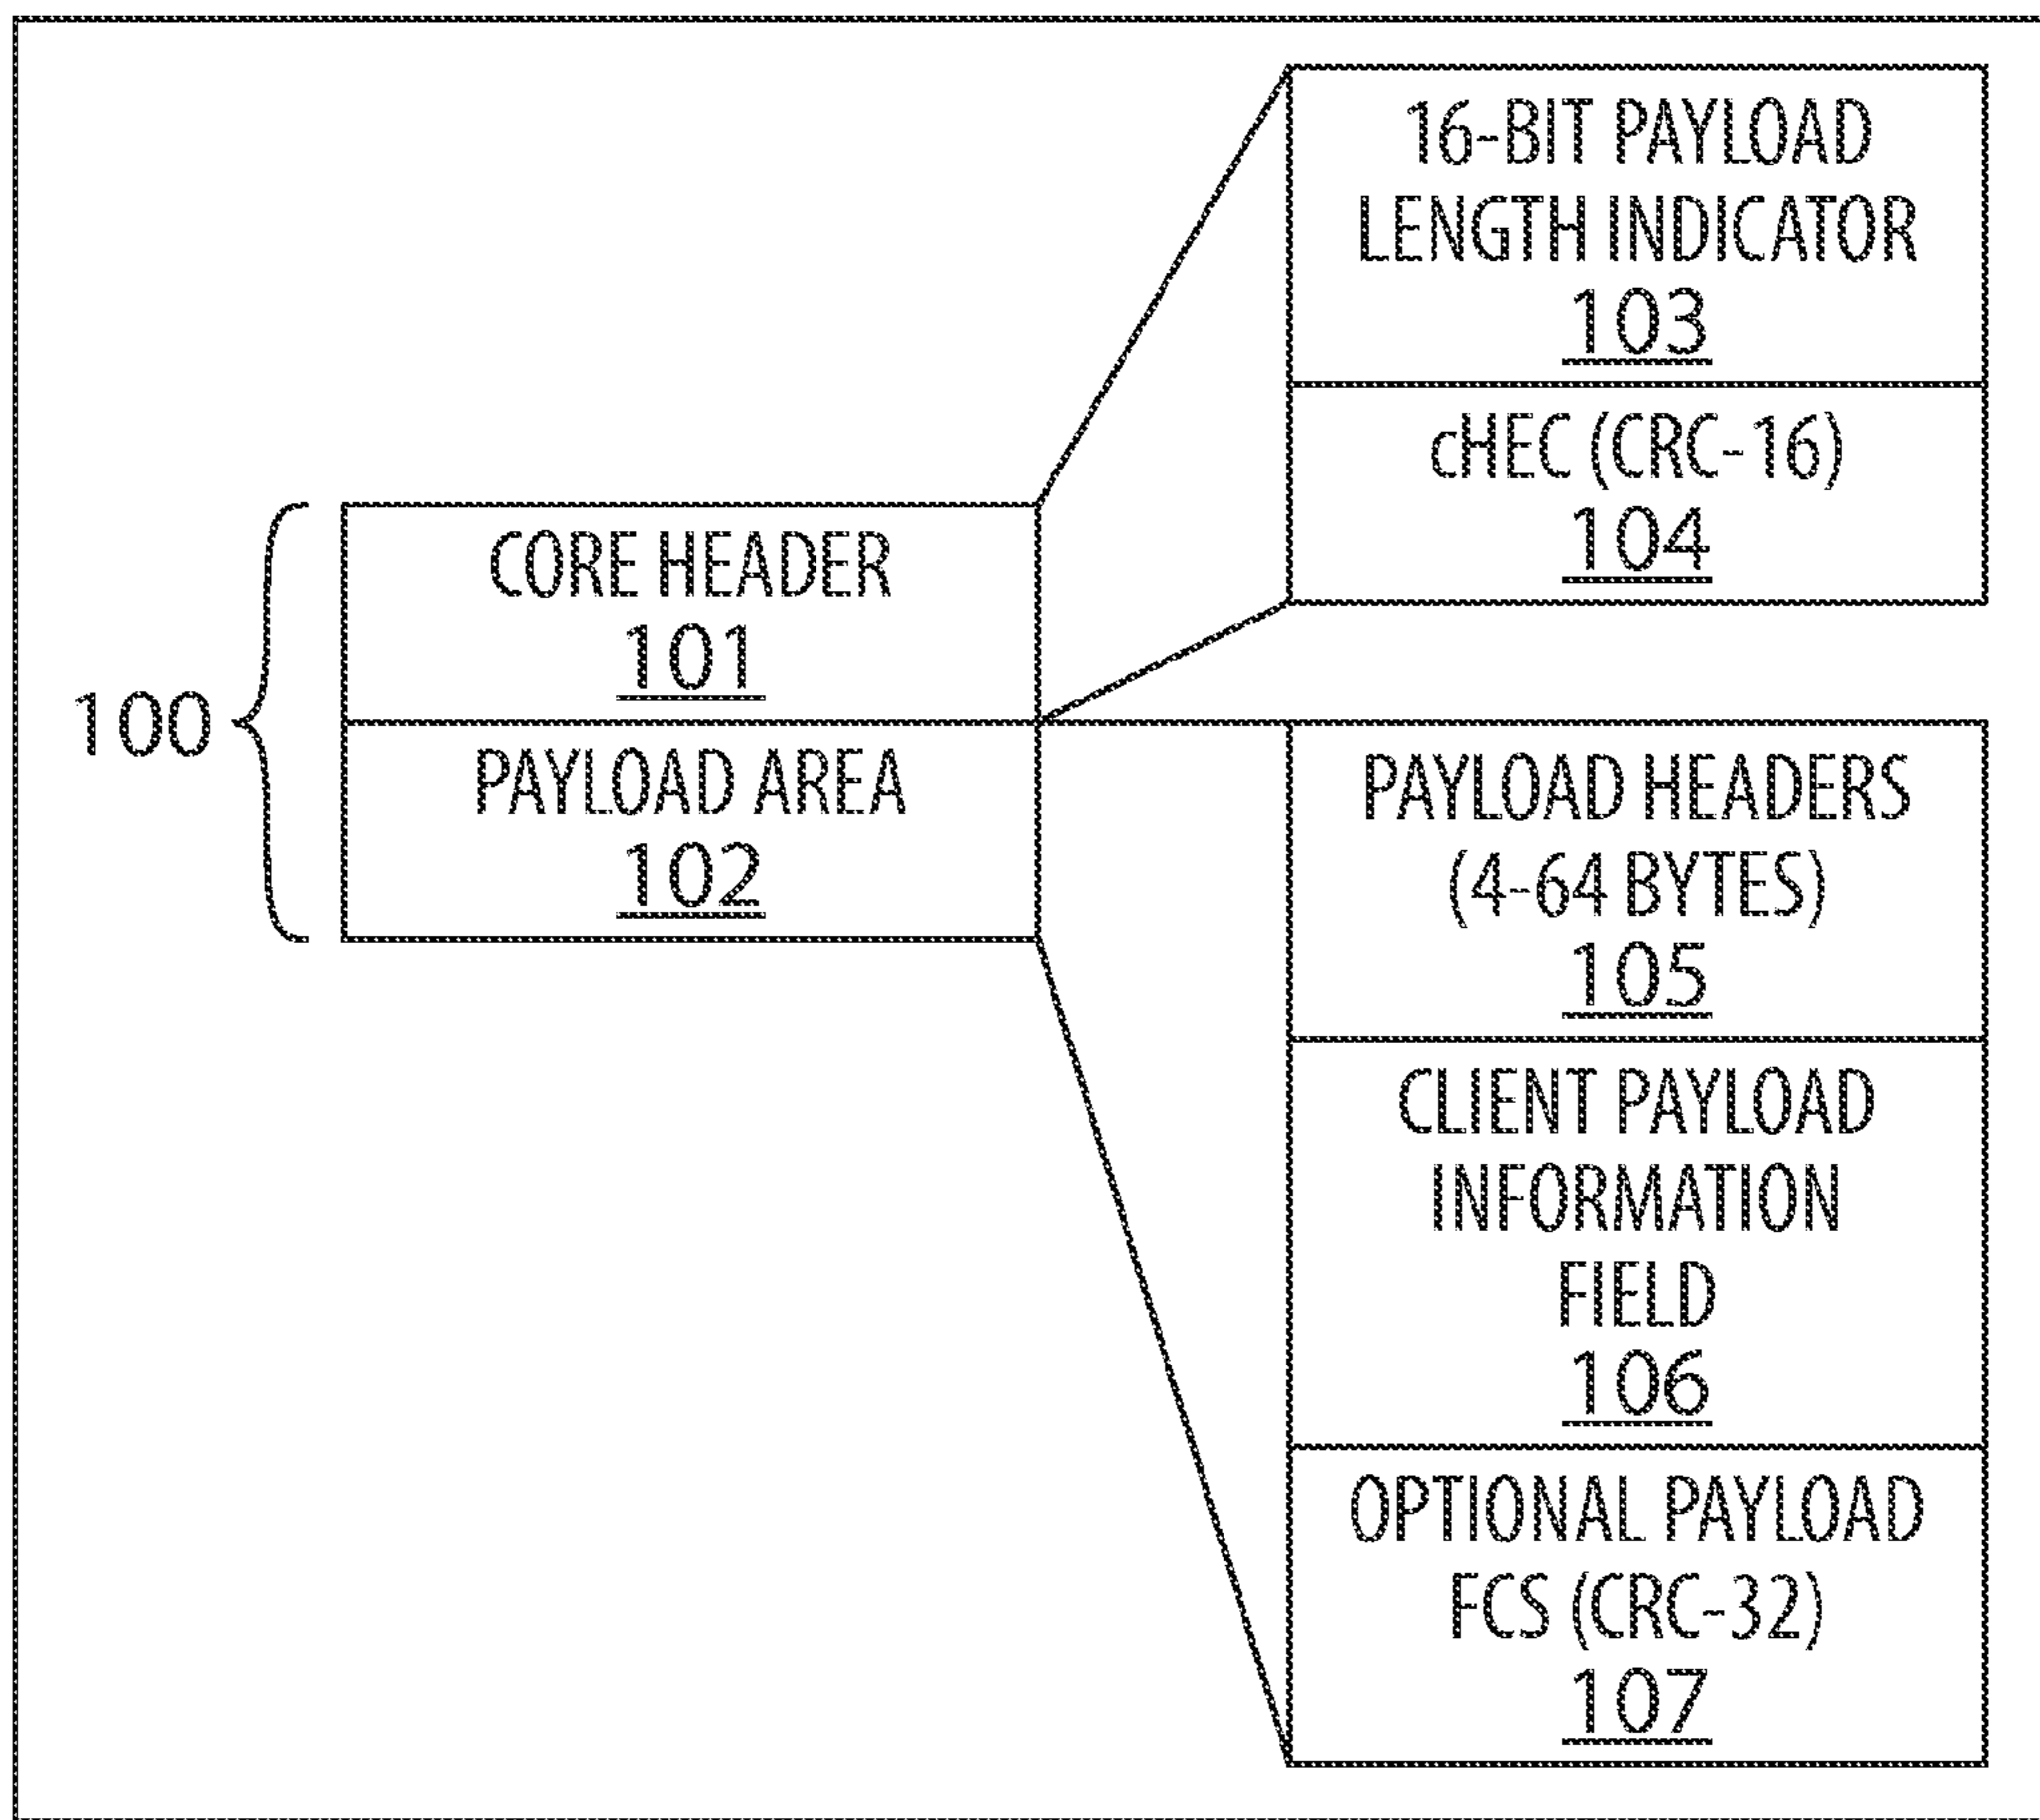 100
CORE HEADER
101
PAYLOAD AREA
102
16-BIT PAYLOAD
LENGTH INDICATOR
103
cHEC (CRC-16)
104
PAYLOAD HEADERS
(4-64 BYTES)
105
CLIENT PAYLOAD
INFORMATION
FIELD
106
OPTIONAL PAYLOAD
FCS (CRC-32)
107